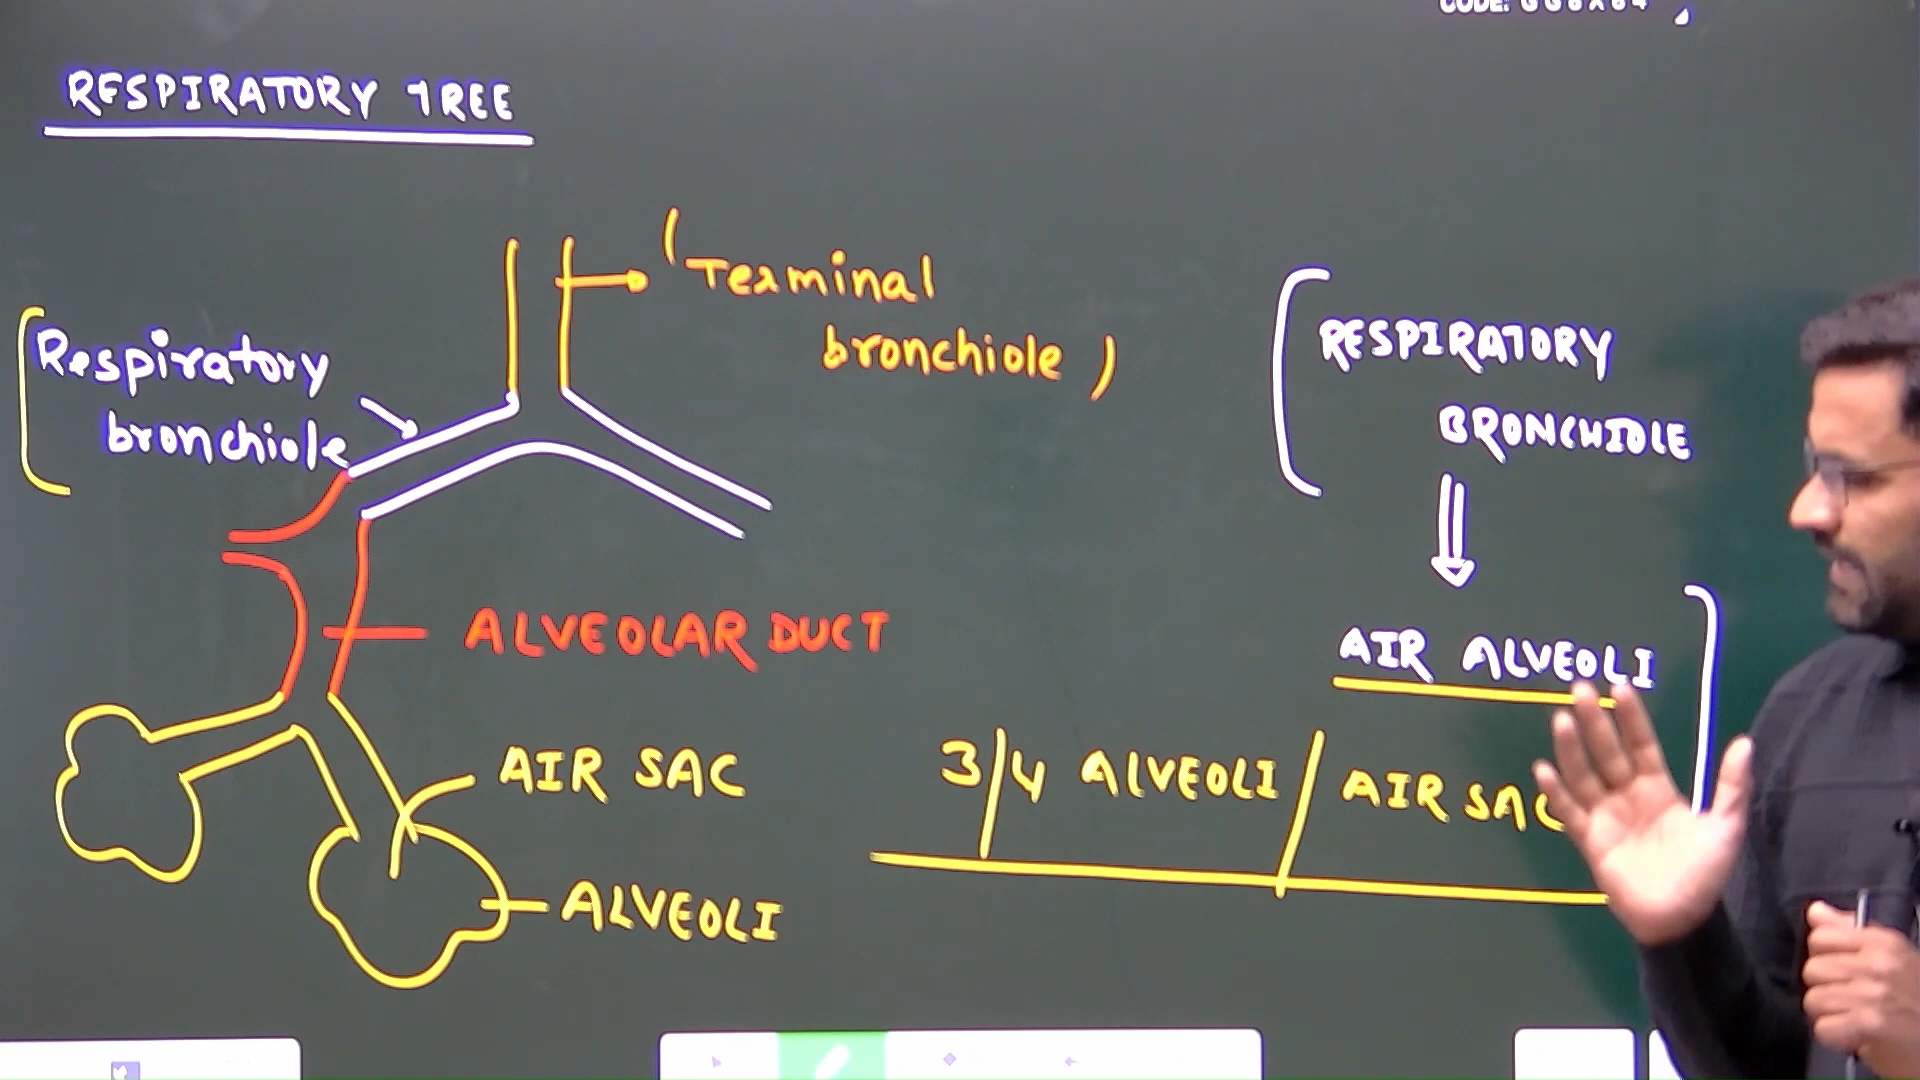 RESPIRATORY TREE
(Terminal
bronchiole)
Respiratory
bronchiole
RESPIRATORY
BRONCHIOLE
ALVEOLAR DUCT
AIR ALVEOLI
AIR SAC
3/4 ALVEOLI / AIR SAC
ALVEOLI